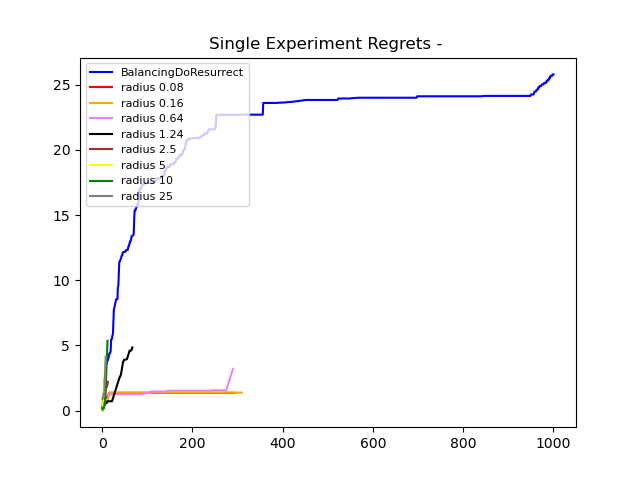 Single Experiment Regrets -
BalancingDoResurrect
radius 0.08
radius 0.16
radius 0.64
radius 1.24
radius 2.5
radius 5
radius 10
radius 25
25
20
15
10
5
0
0 200 400 600 800 1000